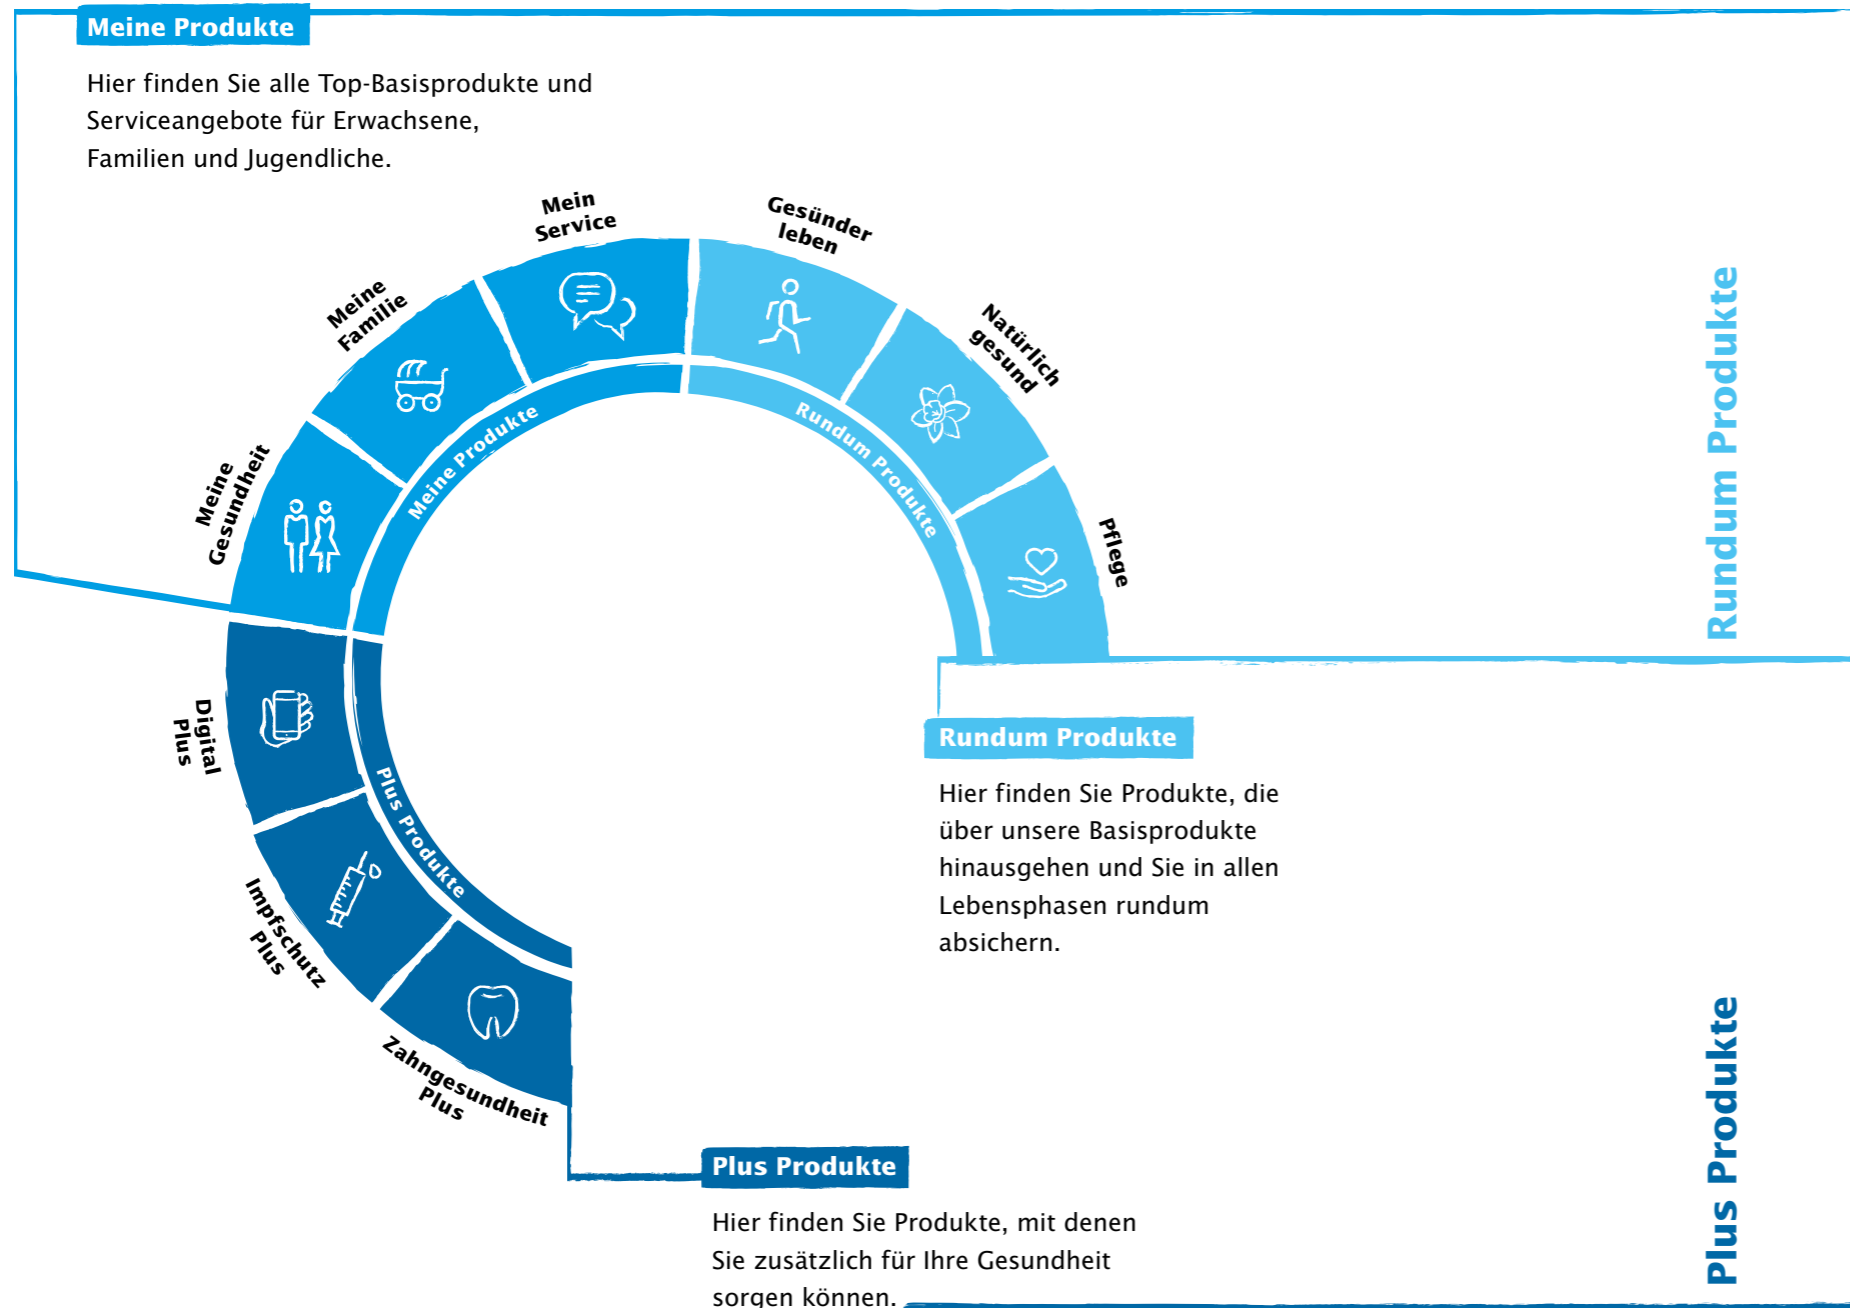 Meine Produkte
Hier finden Sie alle Top-Basisprodukte und
Serviceangebote für Erwachsene,
Familien und Jugendliche.
Mein
Service
Gesünder
leben
Meine
Familie
Natürlich
gesund
Meine
Gesundheit
Pflege
Meine Produkte
Rundum Produkte
Rundum Produkte
Digital
Plus
Plus Produkte
Impfschutz
Plus
Zahngesundheit
Plus
Rundum Produkte
Hier finden Sie Produkte, die
über unsere Basisprodukte
hinausgehen und Sie in allen
Lebensphasen rundum
absichern.
Plus Produkte
Plus Produkte
Hier finden Sie Produkte, mit denen
Sie zusätzlich für Ihre Gesundheit
sorgen können.